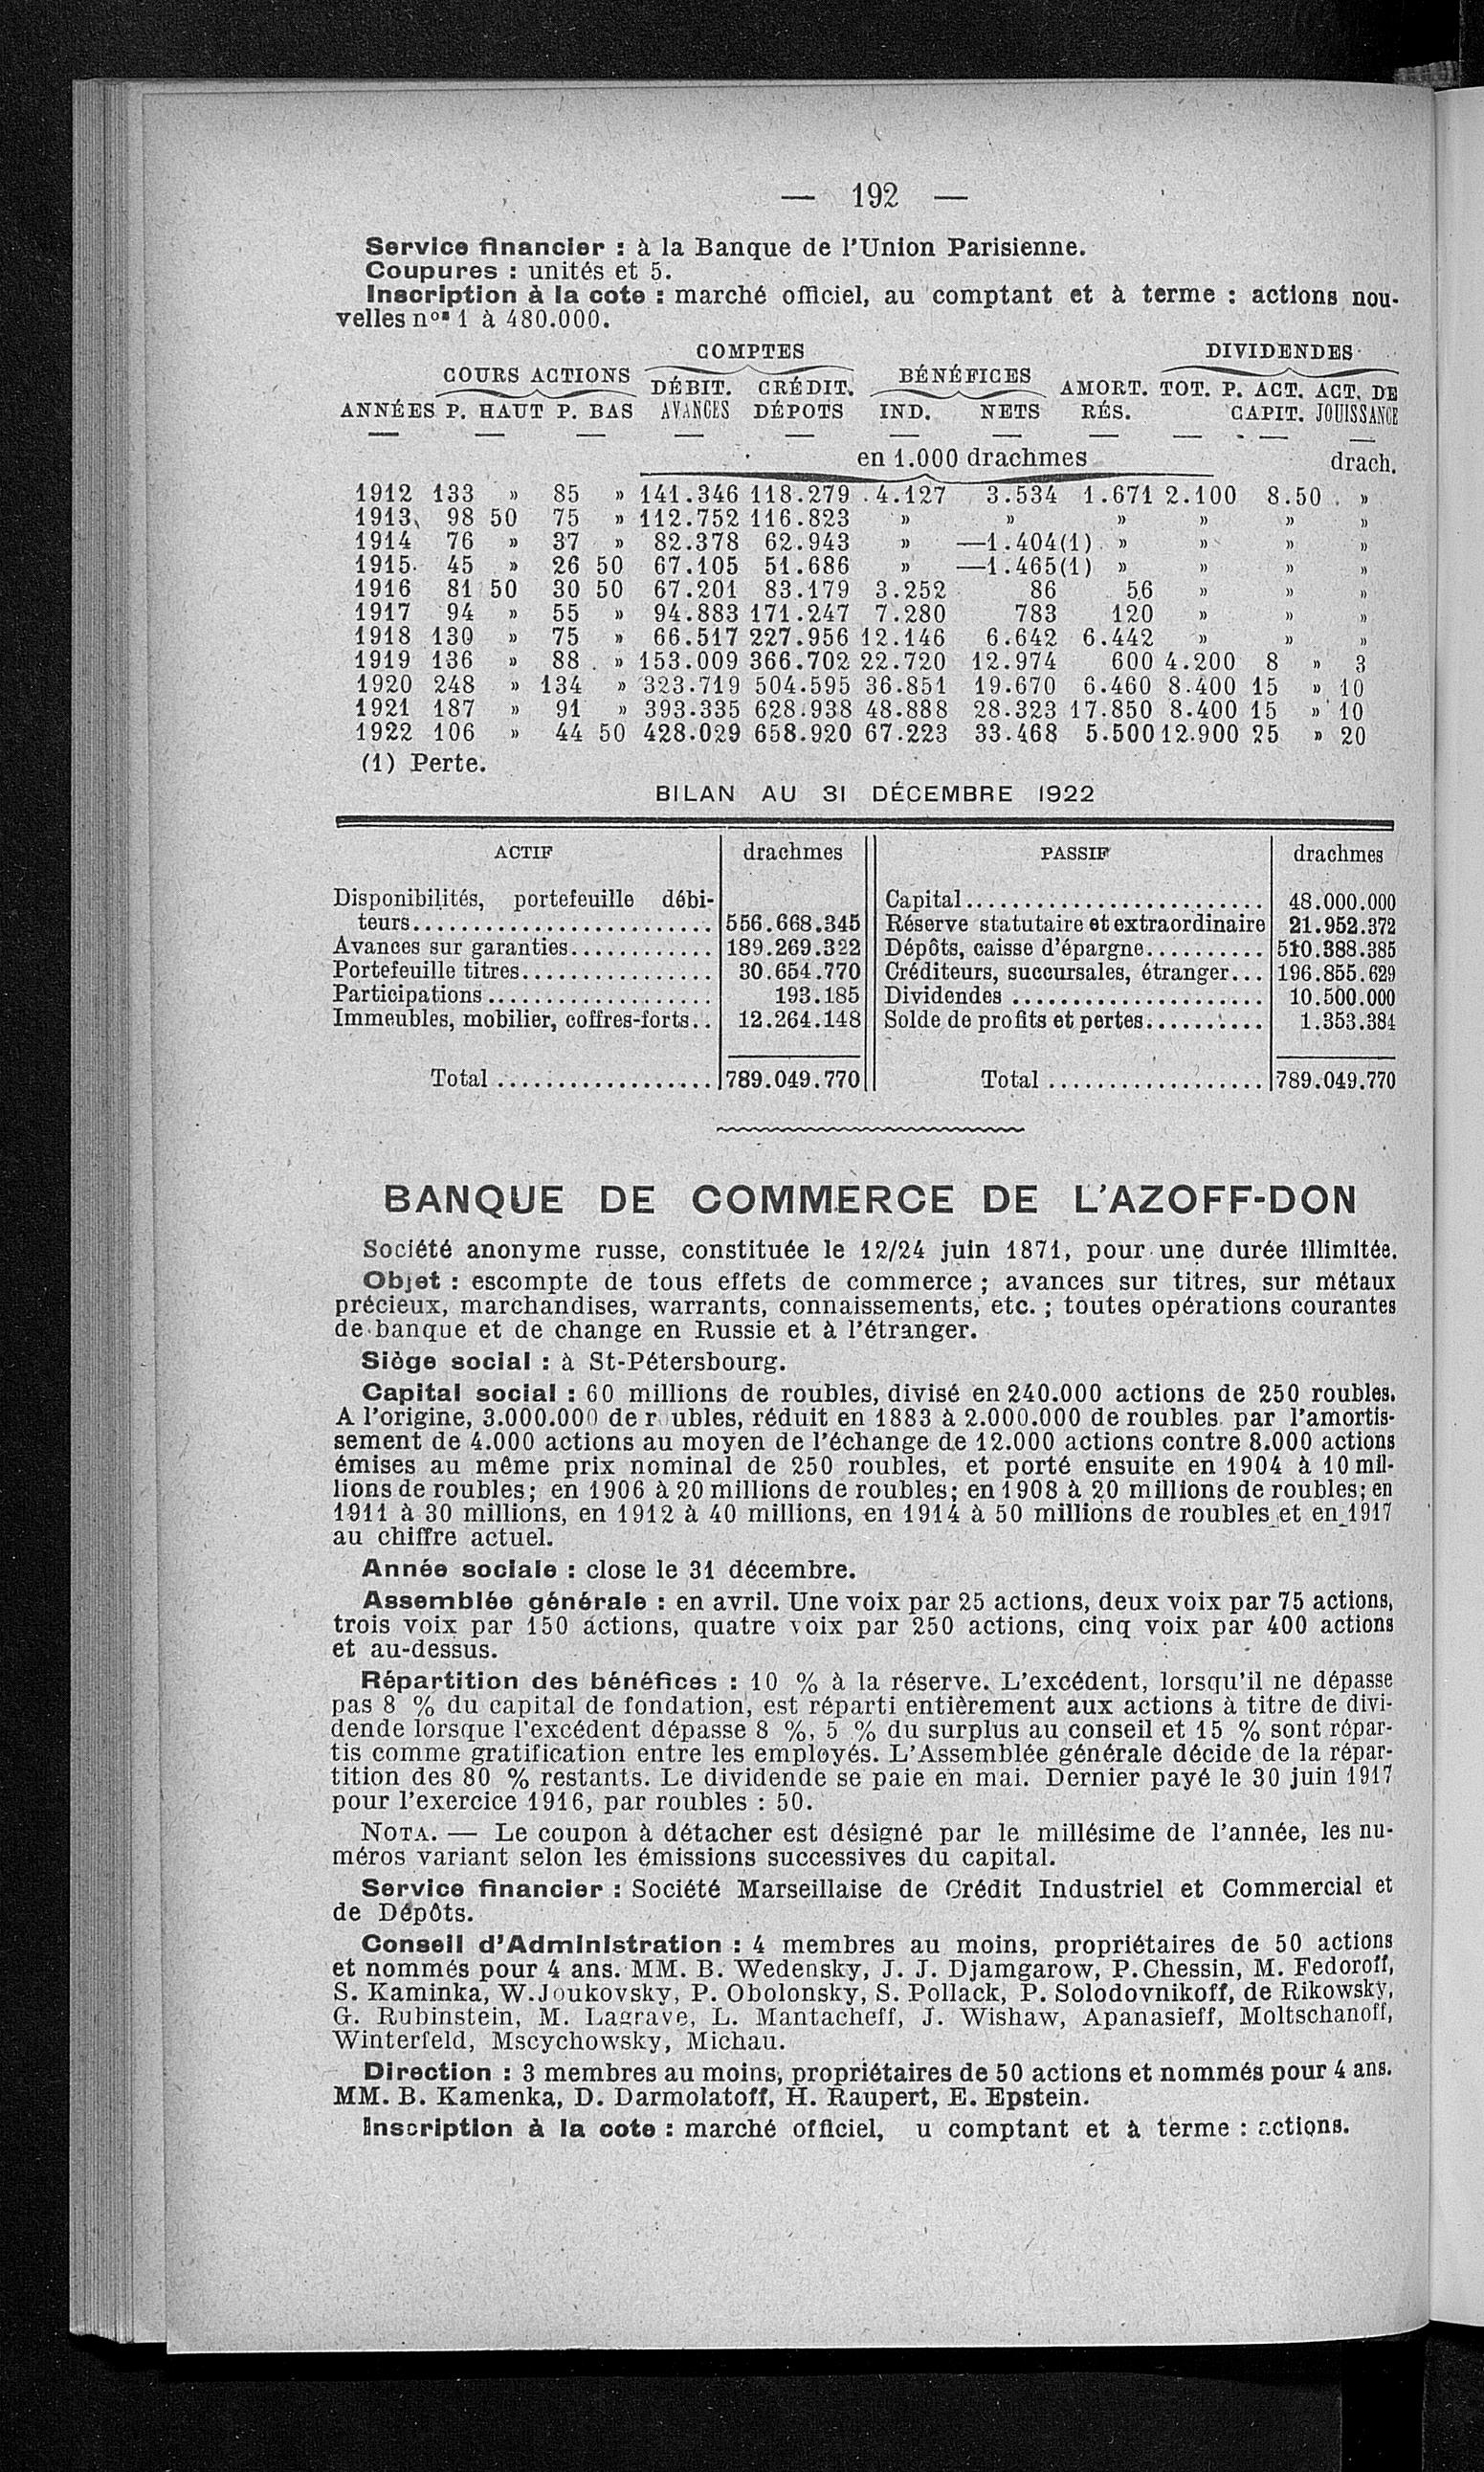 — 192 —
Service financier : à la Banque de l'Union Parisienne.
Coupures : unités et 5.
Inscription à la cote : marché officiel, au comptant et à terme : actions nou-
velles nos 1 à 480.000.
COMPTES DIVIDENDES
COURS ACTIONS DÉBIT. CRÉDIT. BÉNÉFICES AMORT. TOT. P. ACT. ACT. DE
ANNÉES P. HAUT P. BAS AVANCES DÉPOTS IND. NETS RÉS. CAPIT. JOUISSANCE
— — — — — — — — — — —
en 1.000 drachmes drach.
1912 133 » 85 » 141.346 118.279 4.127 3.534 1.671 2.100 8.50 »
1913 98 50 75 » 112.752 116.823 » » » » » »
1914 76 » 37 » 82.378 62.943 » —1.404(1) » » » »
1915 45 » 26 50 67.105 51.686 » —1.465(1) » » » »
1916 81 50 30 50 67.201 83.179 3.252 86 56 » » »
1917 94 » 55 » 94.883 171.247 7.280 783 120 » » »
1918 130 » 75 » 66.517 227.956 12.146 6.642 6.442 » » »
1919 136 » 88 » 153.009 366.702 22.720 12.974 600 4.200 8 » 3
1920 248 » 134 » 323.719 504.595 36.851 19.670 6.460 8.400 15 » 10
1921 187 » 91 » 393.335 628.938 48.888 28.323 17.850 8.400 15 » 10
1922 106 » 44 50 428.029 658.920 67.223 33.468 5.500 12.900 25 » 20
(1) Perte.
BILAN AU 31 DÉCEMBRE 1922
ACTIF drachmes PASSIF drachmes
Disponibilités, portefeuille débi- Capital.......................... 48.000.000
teurs......................... 556.668.345 Réserve statutaire et extraordinaire 21.952.372
Avances sur garanties............ 189.269.322 Dépôts, caisse d'épargne.......... 510.388.385
Portefeuille titres................ 30.654.770 Créditeurs, succursales, étranger... 196.855.629
Participations ................... 193.185 Dividendes ..................... 10.500.000
Immeubles, mobilier, coffres-forts.. 12.264.148 Solde de profits et pertes.......... 1.353.384
Total .................. 789.049.770 Total .................. 789.049.770
BANQUE DE COMMERCE DE L'AZOFF-DON
Société anonyme russe, constituée le 12/24 juin 1871, pour une durée illimitée.
Objet : escompte de tous effets de commerce ; avances sur titres, sur métaux
précieux, marchandises, warrants, connaissements, etc. ; toutes opérations courantes
de banque et de change en Russie et à l'étranger.
Siège social : à St-Pétersbourg.
Capital social : 60 millions de roubles, divisé en 240.000 actions de 250 roubles.
A l'origine, 3.000.000 de r ubles, réduit en 1883 à 2.000.000 de roubles par l'amortis-
sement de 4.000 actions au moyen de l'échange de 12.000 actions contre 8.000 actions
émises au même prix nominal de 250 roubles, et porté ensuite en 1904 à 10 mil-
lions de roubles; en 1906 à 20 millions de roubles; en 1908 à 20 millions de roubles; en
1911 à 30 millions, en 1912 à 40 millions, en 1914 à 50 millions de roubles et en 1917
au chiffre actuel.
Année sociale : close le 31 décembre.
Assemblée générale : en avril. Une voix par 25 actions, deux voix par 75 actions,
trois voix par 150 actions, quatre voix par 250 actions, cinq voix par 400 actions
et au-dessus.
Répartition des bénéfices : 10 % à la réserve. L'excédent, lorsqu'il ne dépasse
pas 8 % du capital de fondation, est réparti entièrement aux actions à titre de divi-
dende lorsque l'excédent dépasse 8 %, 5 % du surplus au conseil et 15 % sont répar-
tis comme gratification entre les employés. L'Assemblée générale décide de la répar-
tition des 80 % restants. Le dividende se paie en mai. Dernier payé le 30 juin 1917
pour l'exercice 1916, par roubles : 50.
NOTA. — Le coupon à détacher est désigné par le millésime de l'année, les nu-
méros variant selon les émissions successives du capital.
Service financier : Société Marseillaise de Crédit Industriel et Commercial et
de Dépôts.
Conseil d'Administration : 4 membres au moins, propriétaires de 50 actions
et nommés pour 4 ans. MM. B. Wedensky, J. J. Djamgarow, P. Chessin, M. Fedoroff,
S. Kaminka, W. Joukovsky, P. Obolonsky, S. Pollack, P. Solodovnikoff, de Rikowsky,
G. Rubinstein, M. Lagrave, L. Mantacheff, J. Wishaw, Apanasieff, Moltschanoff,
Winterfeld, Mscychowsky, Michau.
Direction : 3 membres au moins, propriétaires de 50 actions et nommés pour 4 ans.
MM. B. Kamenka, D. Darmolatoff, H. Raupert, E. Epstein.
Inscription à la cote : marché officiel, u comptant et à terme : actions.